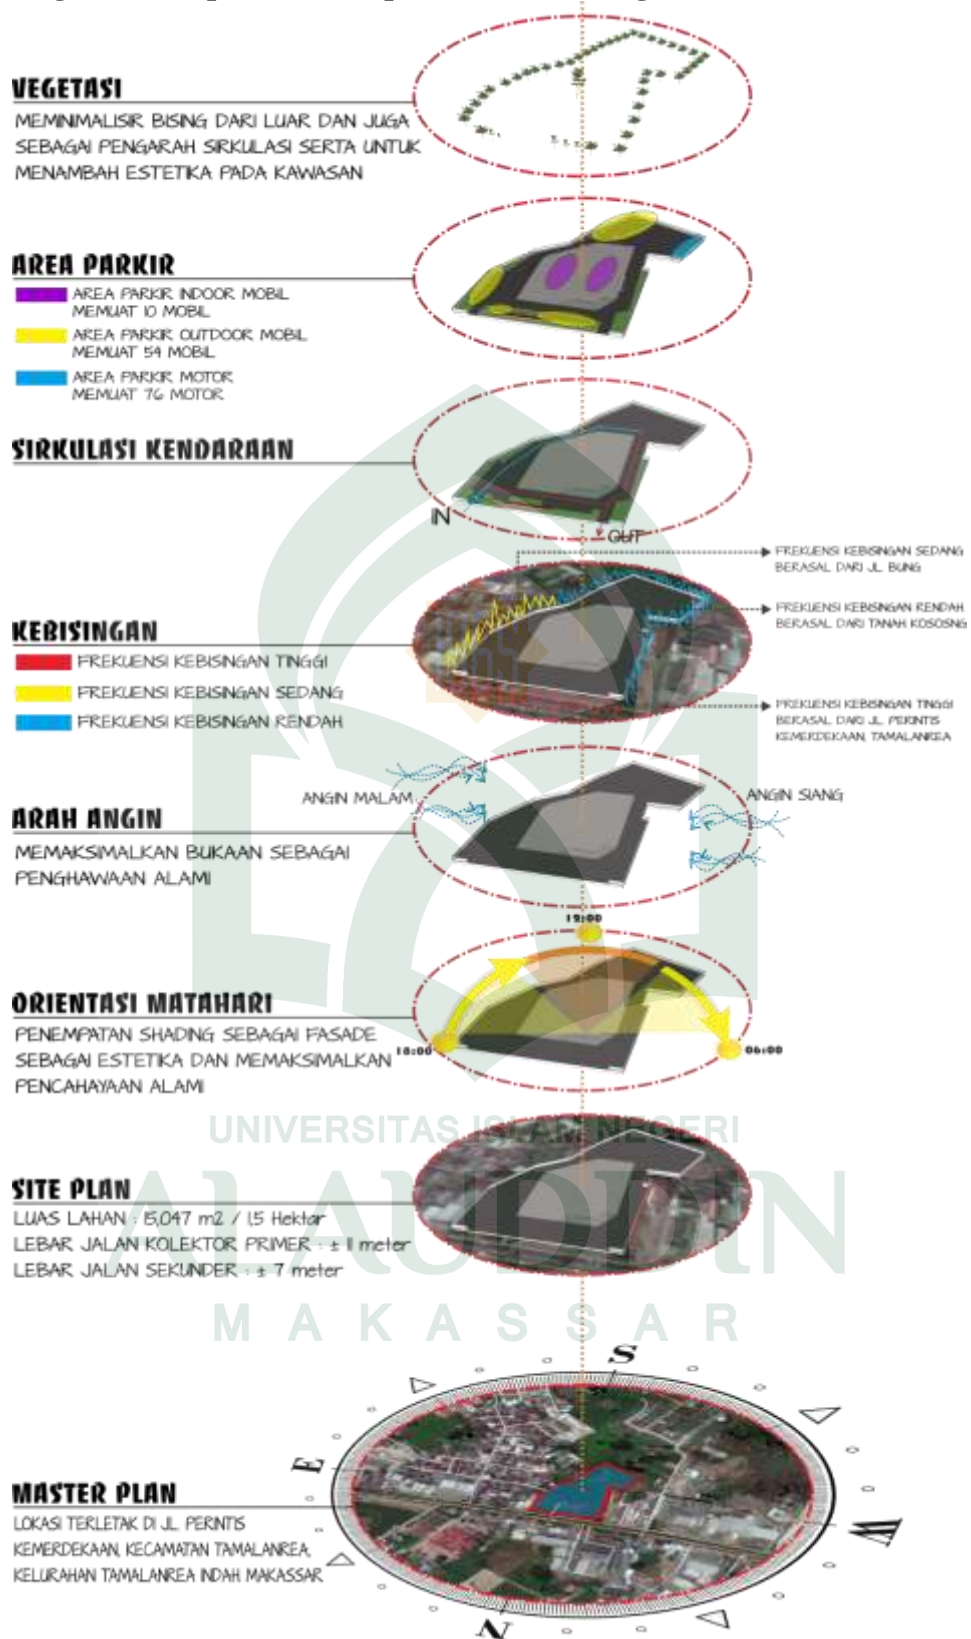 VEGETASI
MEMINIMALISIR BISING DARI LUAR DAN JUGA
SEBAGAI PENGARAH SIRKULASI SERTA UNTUK
MENAMBAH ESTETIKA PADA KAWASAN
AREA PARKIR
AREA PARKIR INDOOR MOBIL
MEMUAT 10 MOBIL
AREA PARKIR OUTDOOR MOBIL
MEMUAT 54 MOBIL
AREA PARKIR MOTOR
MEMUAT 76 MOTOR
SIRKULASI KENDARAAN
IN
OUT
FREKUENSI KEBISINGAN SEDANG
BERASAL DARI JL. BUNG
FREKUENSI KEBISINGAN RENDAH
BERASAL DARI TANAH KOSOSNG
KEBISINGAN
FREKUENSI KEBISINGAN TINGGI
FREKUENSI KEBISINGAN SEDANG
FREKUENSI KEBISINGAN RENDAH
FREKUENSI KEBISINGAN TINGGI
BERASAL DARI JL. PERINTIS
KEMERDEKAAN, TAMALANREA
ANGIN MALAM
ANGIN SIANG
ARAH ANGIN
MEMAKSIMALKAN BUKAAN SEBAGAI
PENGHAWAAN ALAMI
12:00
ORIENTASI MATAHARI
PENEMPATAN SHADING SEBAGAI FASADE
SEBAGAI ESTETIKA DAN MEMAKSIMALKAN
PENCAHAYAAN ALAMI
18:00
06:00
UNIVERSITAS ISLAM NEGERI
ALAUDDIN
MAKASSAR
SITE PLAN
LUAS LAHAN : 15,047 m2 / 1,5 Hektar
LEBAR JALAN KOLEKTOR PRIMER : ± 11 meter
LEBAR JALAN SEKUNDER : ± 7 meter
S
E
W
N
MASTER PLAN
LOKASI TERLETAK DI JL. PERINTIS
KEMERDEKAAN, KECAMATAN TAMALANREA,
KELURAHAN TAMALANREA INDAH MAKASSAR